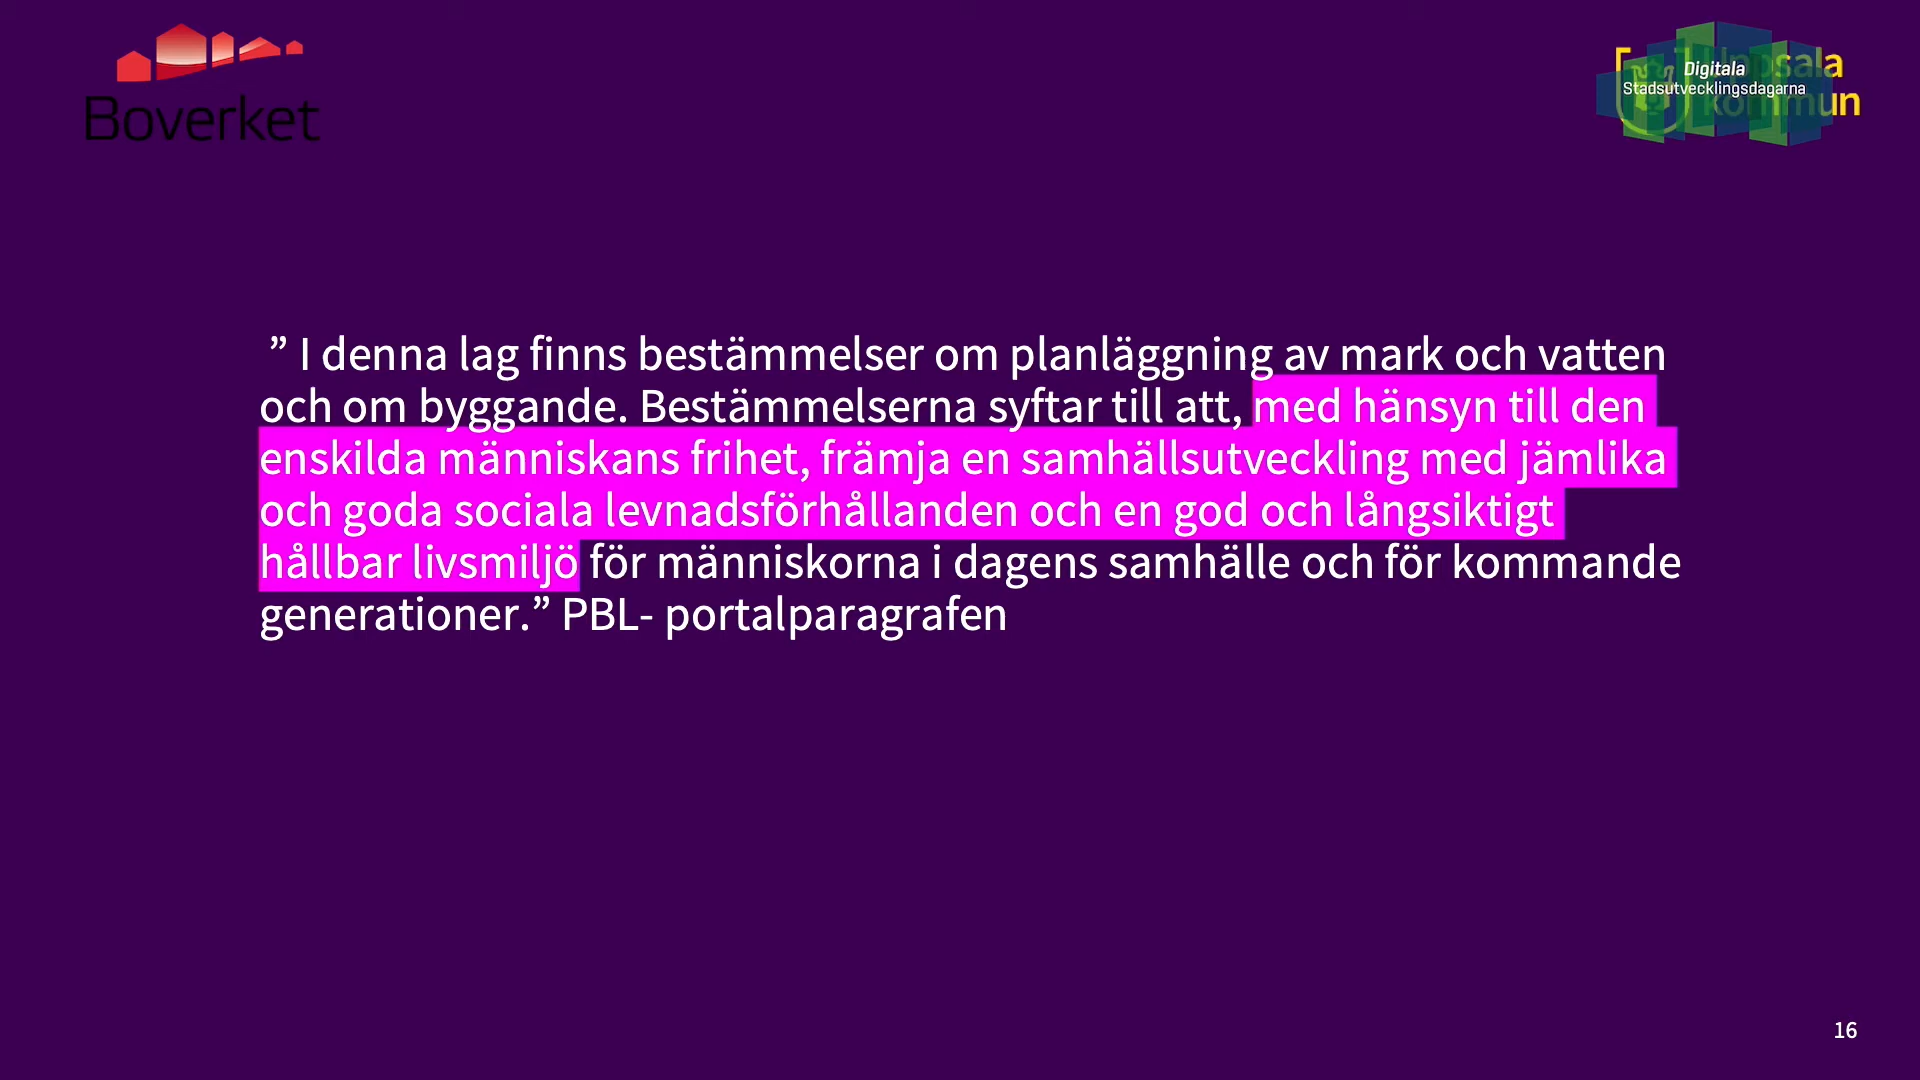 Boverket
Uppsala
kommun
Digitala
Stadsutvecklingsdagarna
” I denna lag finns bestämmelser om planläggning av mark och vatten
och om byggande. Bestämmelserna syftar till att, med hänsyn till den
enskilda människans frihet, främja en samhällsutveckling med jämlika
och goda sociala levnadsförhållanden och en god och långsiktigt
hållbar livsmiljö för människorna i dagens samhälle och för kommande
generationer.” PBL- portalparagrafen
16